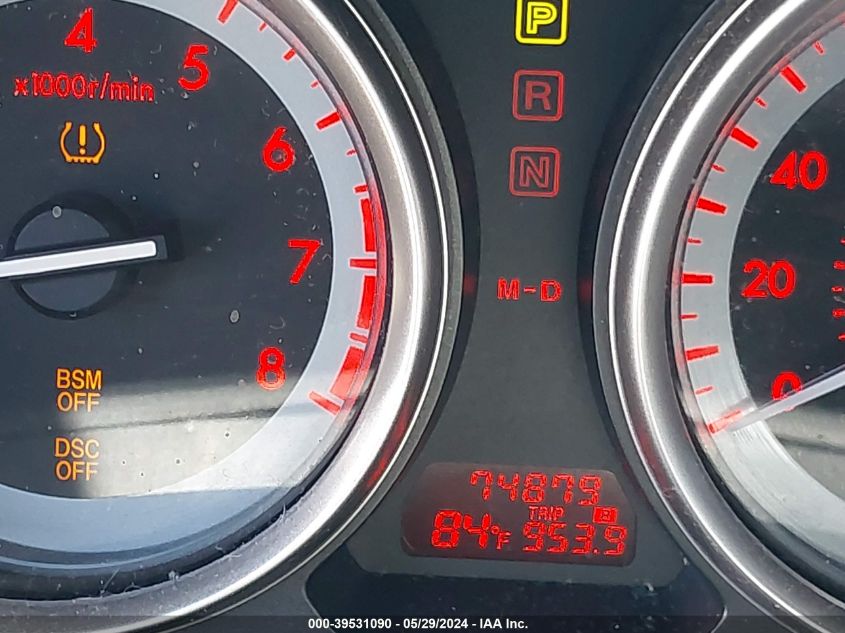 4
5
x1000r/min
6
7
8
BSM
OFF
DSC
OFF
P
R
N
M-D
40
20
0
74879
TRIP B
84°F 953.9
000-39531090 - 05/29/2024 - IAA Inc.